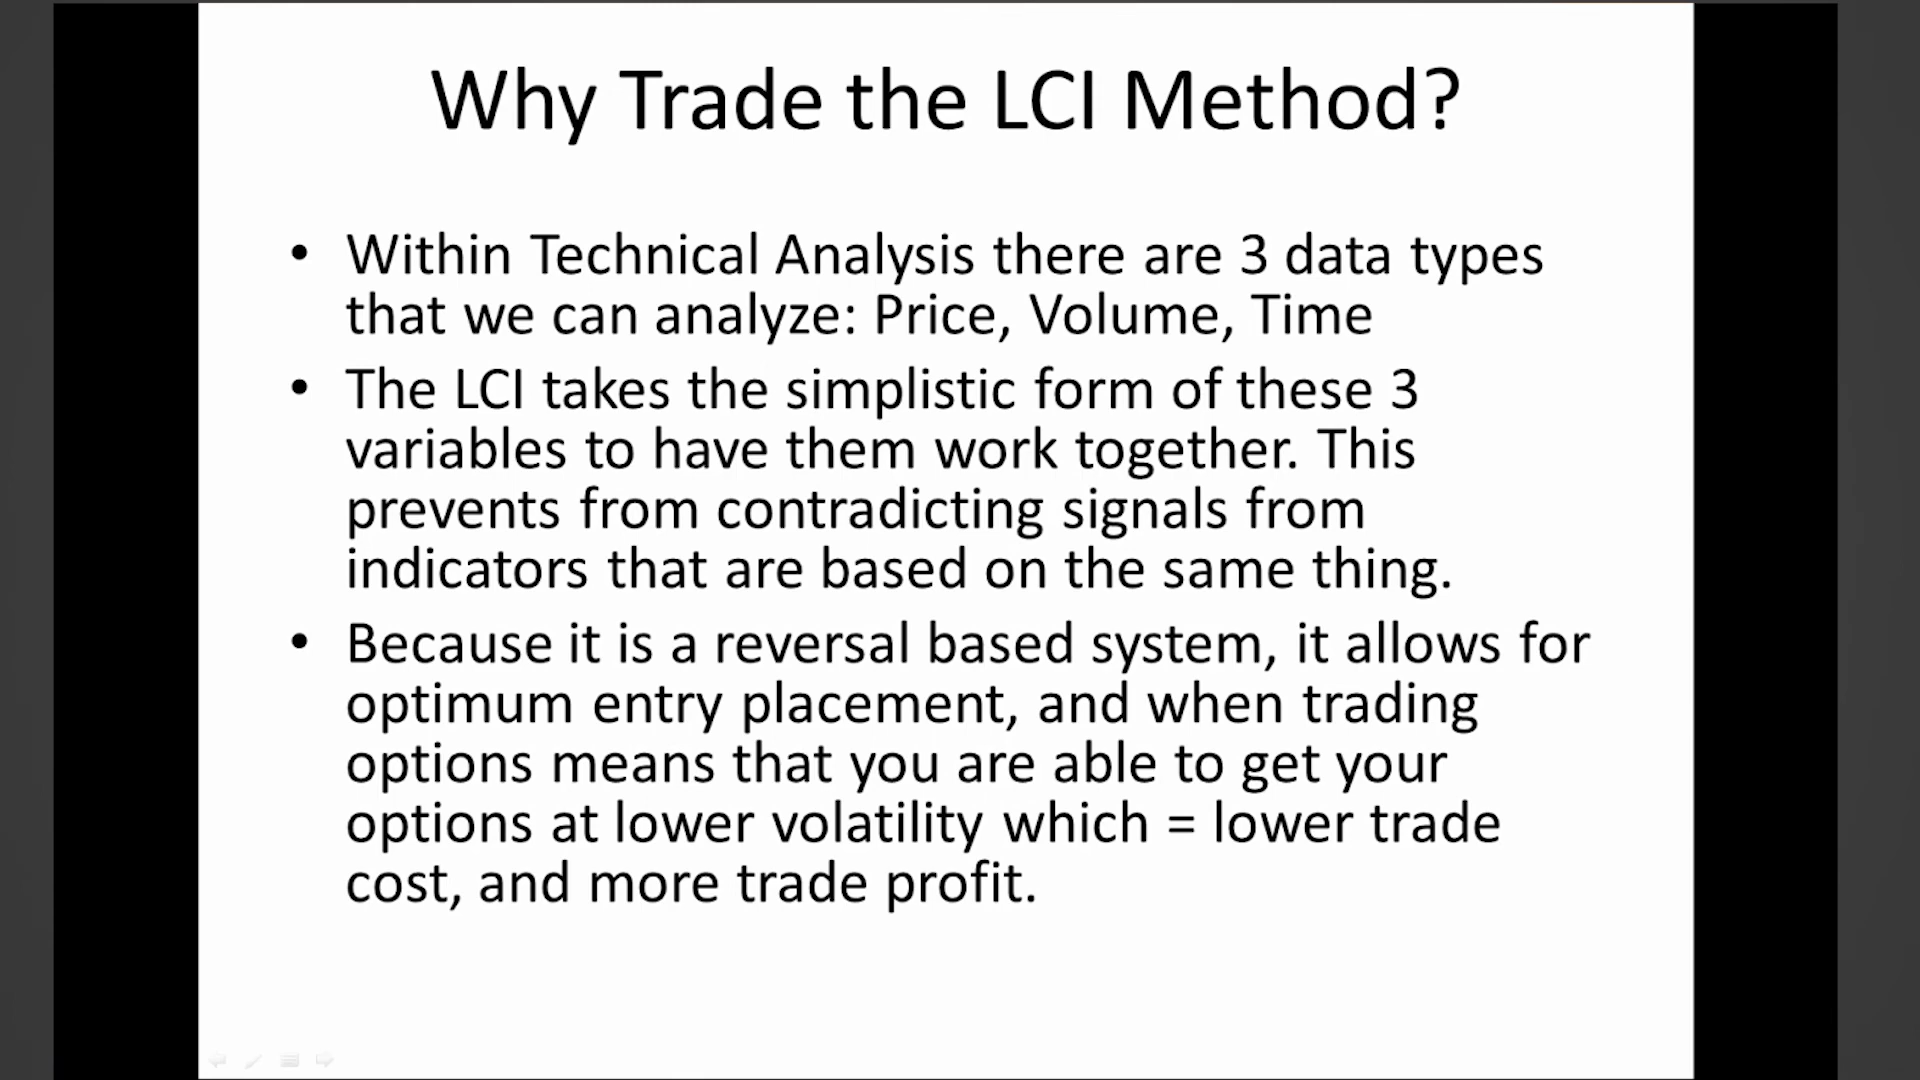 Why Trade the LCI Method?
• Within Technical Analysis there are 3 data types
that we can analyze: Price, Volume, Time
• The LCI takes the simplistic form of these 3
variables to have them work together. This
prevents from contradicting signals from
indicators that are based on the same thing.
• Because it is a reversal based system, it allows for
optimum entry placement, and when trading
options means that you are able to get your
options at lower volatility which = lower trade
cost, and more trade profit.